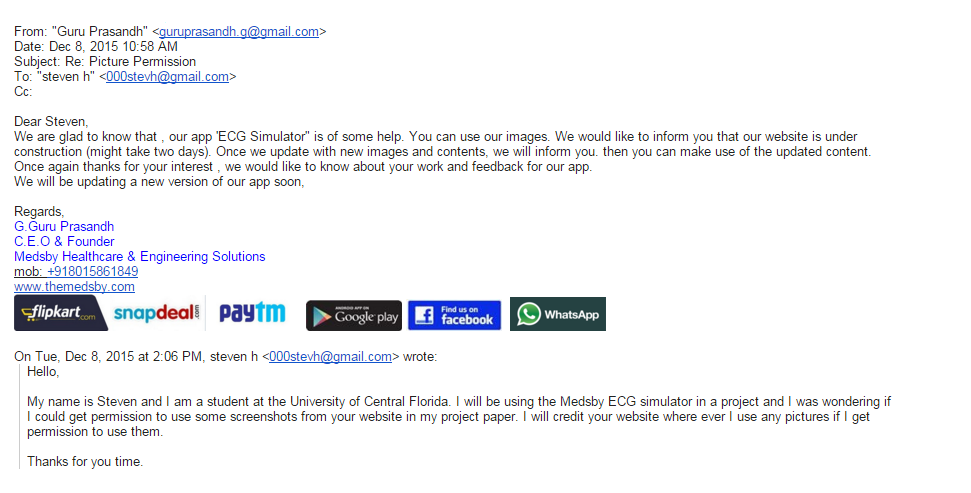 From: "Guru Prasandh" <guruprasandh.g@gmail.com>
Date: Dec 8, 2015 10:58 AM
Subject: Re: Picture Permission
To: "steven h" <000stevh@gmail.com>
Cc:
Dear Steven,
We are glad to know that , our app 'ECG Simulator" is of some help. You can use our images. We would like to inform you that our website is under
construction (might take two days). Once we update with new images and contents, we will inform you. then you can make use of the updated content.
Once again thanks for your interest , we would like to know about your work and feedback for our app.
We will be updating a new version of our app soon,
Regards,
G.Guru Prasandh
C.E.O & Founder
Medsby Healthcare & Engineering Solutions
mob: +918015861849
www.themedsby.com
flipkart.com snapdeal.com paytm ANDROID APP ON Google play Find us on facebook WhatsApp
On Tue, Dec 8, 2015 at 2:06 PM, steven h <000stevh@gmail.com> wrote:
Hello,
My name is Steven and I am a student at the University of Central Florida. I will be using the Medsby ECG simulator in a project and I was wondering if
I could get permission to use some screenshots from your website in my project paper. I will credit your website where ever I use any pictures if I get
permission to use them.
Thanks for you time.